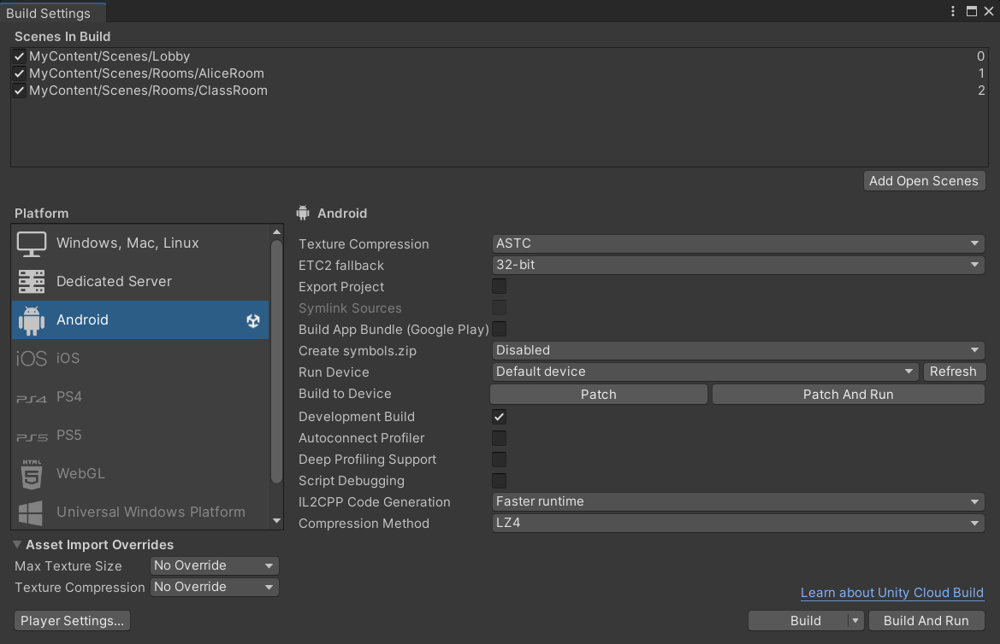 Build Settings
Scenes In Build
MyContent/Scenes/Lobby 0
MyContent/Scenes/Rooms/AliceRoom 1
MyContent/Scenes/Rooms/ClassRoom 2
Add Open Scenes
Platform
Windows, Mac, Linux
Dedicated Server
Android
iOS iOS
PS4 PS4
PS5 PS5
HTML 5 WebGL
Universal Windows Platform
Android
Texture Compression ASTC
ETC2 fallback 32-bit
Export Project
Symlink Sources
Build App Bundle (Google Play)
Create symbols.zip Disabled
Run Device Default device Refresh
Build to Device Patch Patch And Run
Development Build
Autoconnect Profiler
Deep Profiling Support
Script Debugging
IL2CPP Code Generation Faster runtime
Compression Method LZ4
Asset Import Overrides
Max Texture Size No Override
Texture Compression No Override
Learn about Unity Cloud Build
Player Settings... Build Build And Run